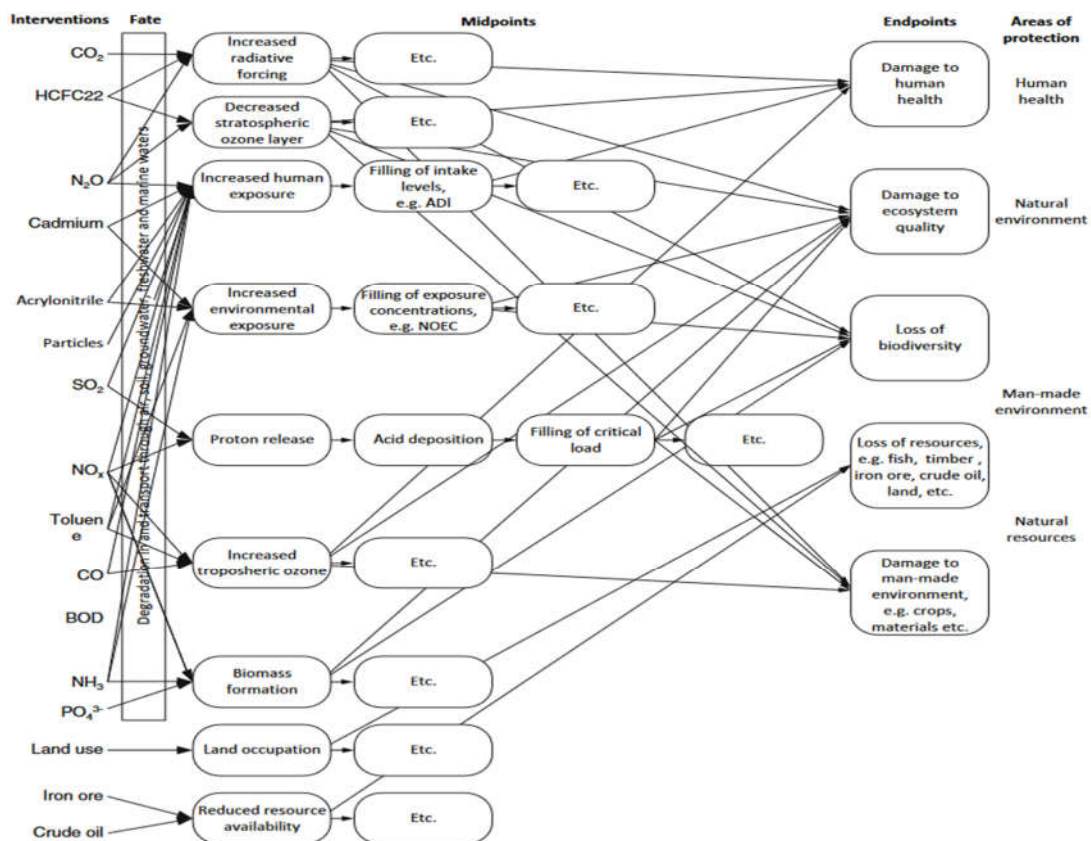 Interventions
Fate
Midpoints
Endpoints
Areas of
protection
CO₂
HCFC22
N₂O
Cadmium
Acrylonitrile
Particles
SO₂
NOₓ
Toluen
e
CO
BOD
NH₃
PO₄³⁻
Land use
Iron ore
Crude oil
Degradation in and transport through air, soil, groundwater, freshwater and marine waters
Increased
radiative
forcing
Etc.
Decreased
stratospheric
ozone layer
Etc.
Increased human
exposure
Filling of intake
levels,
e.g. ADI
Etc.
Increased
environmental
exposure
Filling of exposure
concentrations,
e.g. NOEC
Etc.
Proton release
Acid deposition
Filling of critical
load
Etc.
Increased
troposheric ozone
Etc.
Biomass
formation
Etc.
Land occupation
Etc.
Reduced resource
availability
Etc.
Damage to
human
health
Damage to
ecosystem
quality
Loss of
biodiversity
Loss of resources,
e.g. fish, timber ,
iron ore, crude oil,
land, etc.
Damage to
man-made
environment,
e.g. crops,
materials etc.
Human
health
Natural
environment
Man-made
environment
Natural
resources